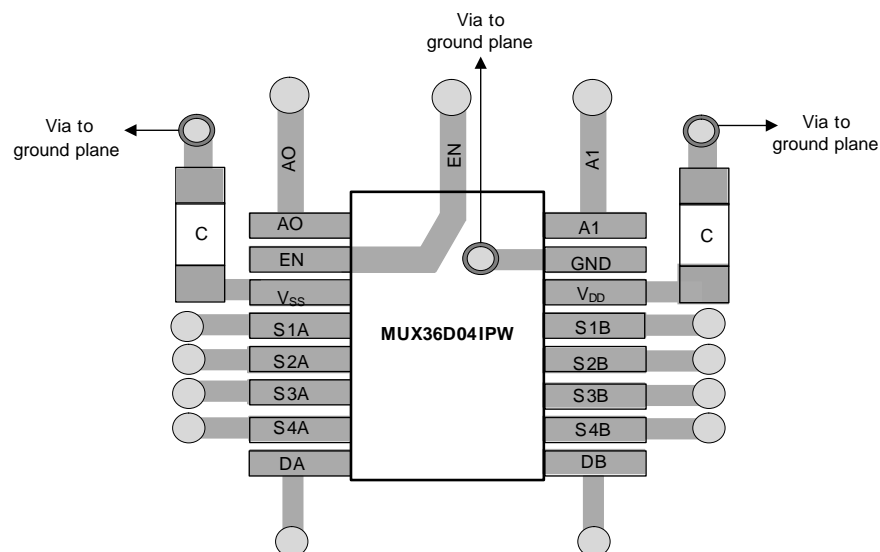 Via to
ground plane
Via to
ground plane
Via to
ground plane
AO
EN
A1
C
C
AO
EN
VSS
S1A
S2A
S3A
S4A
DA
MUX36D04IPW
A1
GND
VDD
S1B
S2B
S3B
S4B
DB